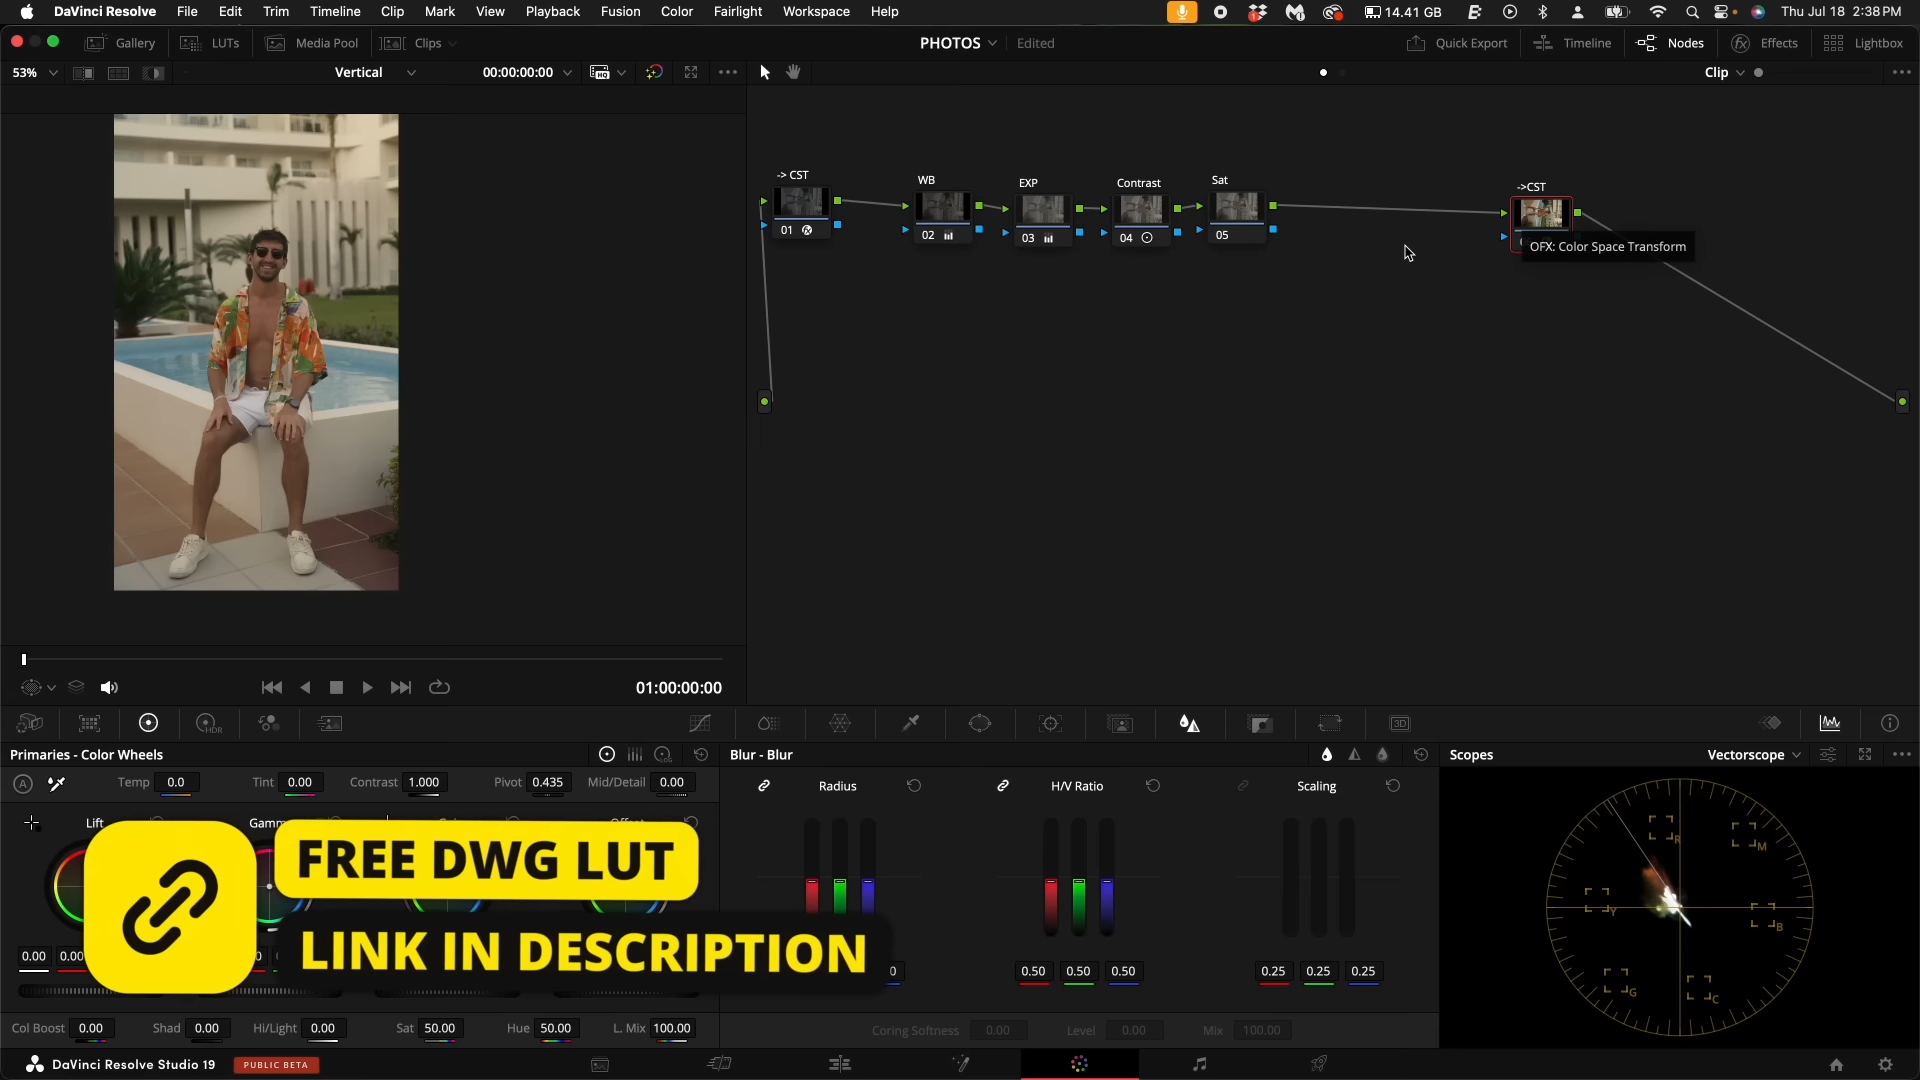 DaVinci Resolve File Edit Trim Timeline Clip Mark View Playback Fusion Color Fairlight Workspace Help 14.41 GB Thu Jul 18 2:38 PM
Gallery LUTs Media Pool Clips PHOTOS Edited Quick Export Timeline Nodes Effects Lightbox
53% Vertical 00:00:00:00 Clip
-> CST
01
WB
02
EXP
03
Contrast
04
Sat
05
->CST
OFX: Color Space Transform
01:00:00:00
Primaries - Color Wheels
Blur - Blur
Scopes Vectorscope
Temp 0.0 Tint 0.00 Contrast 1.000 Pivot 0.435 Mid/Detail 0.00
Radius H/V Ratio Scaling
Lift
FREE DWG LUT
LINK IN DESCRIPTION
0.00
0.50 0.50 0.50
0.25 0.25 0.25
R M B C G Y
Col Boost 0.00 Shad 0.00 Hi/Light 0.00 Sat 50.00 Hue 50.00 L. Mix 100.00
Coring Softness 0.00 Level 0.00 Mix 100.00
DaVinci Resolve Studio 19 PUBLIC BETA